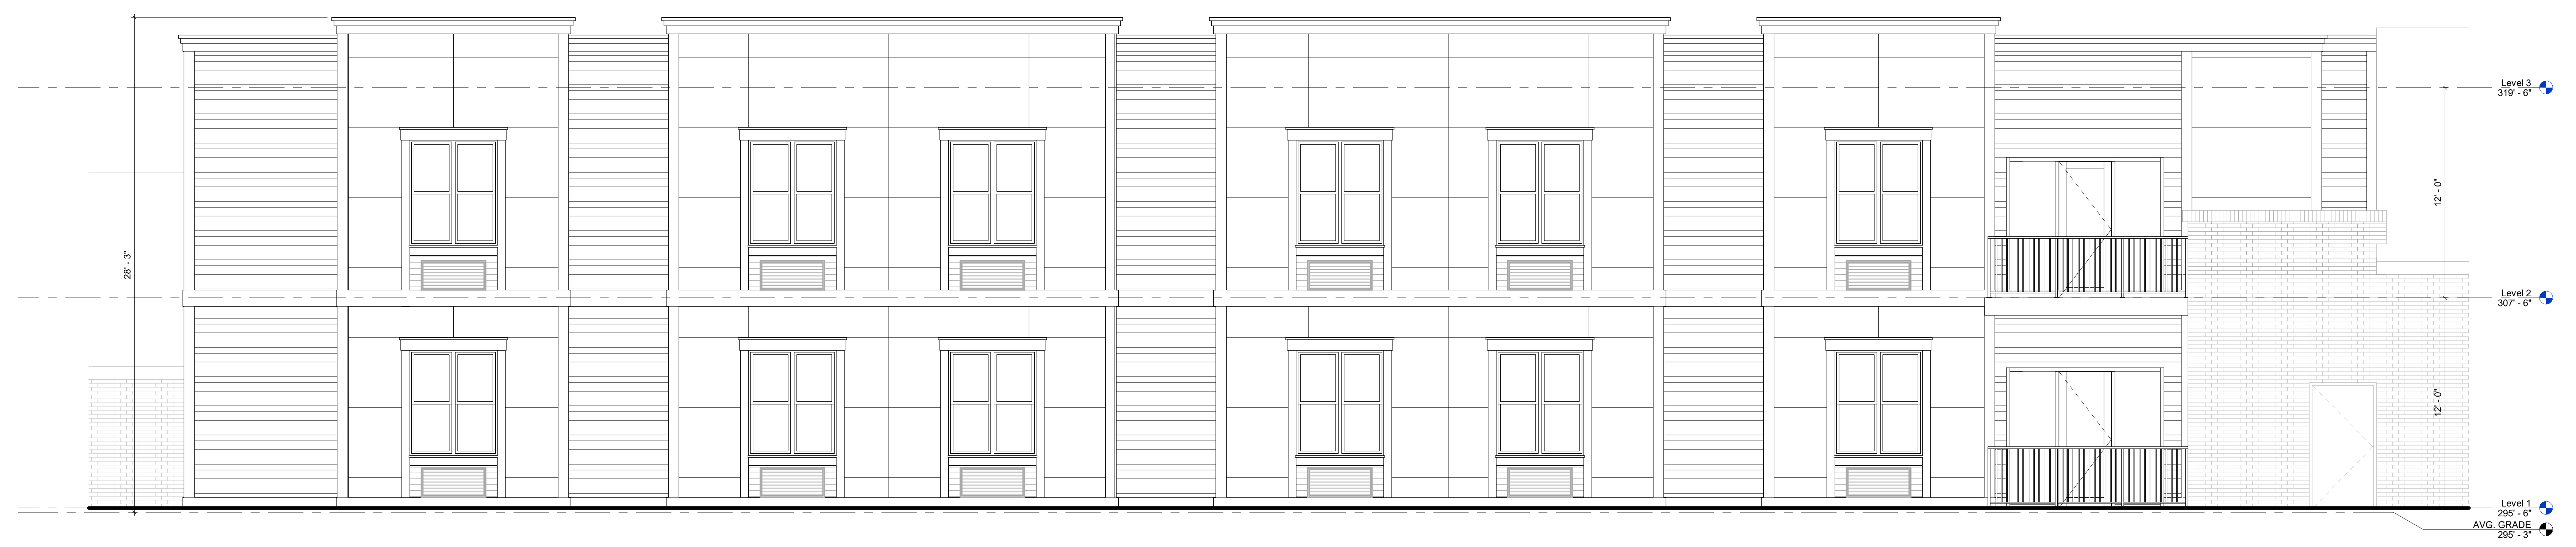 Level 3
319' - 6"
12' - 0"
28' - 3"
Level 2
307' - 6"
12' - 0"
Level 1
295' - 6"
AVG. GRADE
295' - 3"